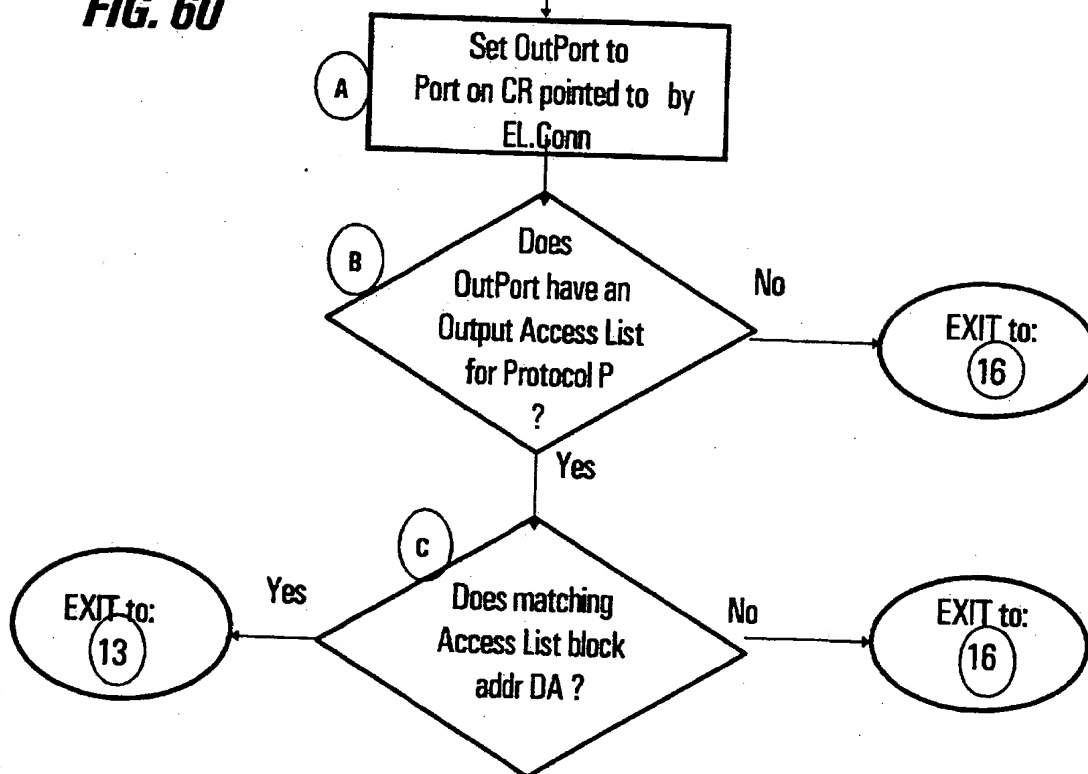 FIG. 60
Set OutPort to
A
Port on CR pointed to by
EL.Conn
Does
B
OutPort have an
No
Output Access List
EXIT to:
for Protocol P
16
?
Yes
C
Does matching
Yes
No
EXIT to:
Access List block
EXIT to:
13
addr DA ?
16